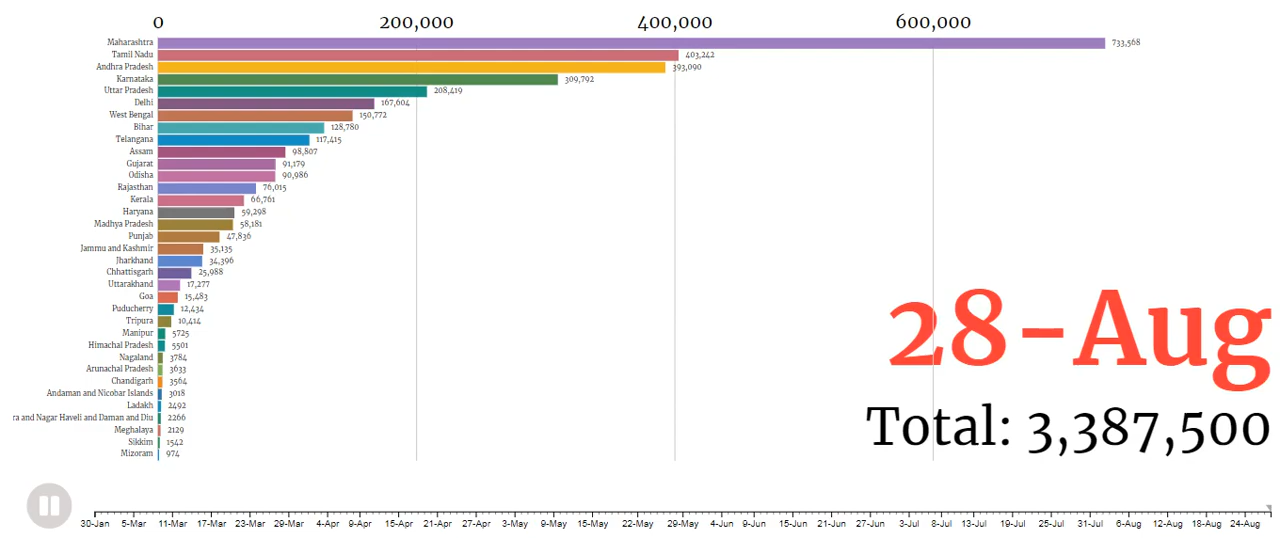 0 200,000 400,000 600,000
Maharashtra 733,568
Tamil Nadu 403,242
Andhra Pradesh 393,090
Karnataka 309,792
Uttar Pradesh 208,419
Delhi 167,604
West Bengal 150,772
Bihar 128,780
Telangana 117,415
Assam 98,807
Gujarat 91,179
Odisha 90,986
Rajasthan 76,015
Kerala 66,761
Haryana 59,298
Madhya Pradesh 58,181
Punjab 47,836
Jammu and Kashmir 35,135
Jharkhand 34,396
Chhattisgarh 25,988
Uttarakhand 17,277
Goa 15,483
Puducherry 12,434
Tripura 10,414
Manipur 5725
Himachal Pradesh 5501
Nagaland 3784
Arunachal Pradesh 3633
Chandigarh 3564
Andaman and Nicobar Islands 3018
Ladakh 2492
ra and Nagar Haveli and Daman and Diu 2266
Meghalaya 2129
Sikkim 1542
Mizoram 974
28-Aug
Total: 3,387,500
30-Jan 5-Mar 11-Mar 17-Mar 23-Mar 29-Mar 4-Apr 9-Apr 15-Apr 21-Apr 27-Apr 3-May 9-May 15-May 22-May 29-May 4-Jun 9-Jun 15-Jun 21-Jun 27-Jun 3-Jul 8-Jul 13-Jul 19-Jul 25-Jul 31-Jul 6-Aug 12-Aug 18-Aug 24-Aug